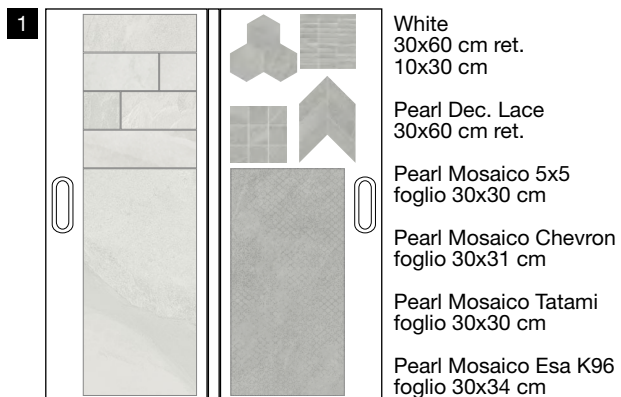 1
White
30x60 cm ret.
10x30 cm
Pearl Dec. Lace
30x60 cm ret.
Pearl Mosaico 5x5
foglio 30x30 cm
Pearl Mosaico Chevron
foglio 30x31 cm
Pearl Mosaico Tatami
foglio 30x30 cm
Pearl Mosaico Esa K96
foglio 30x34 cm